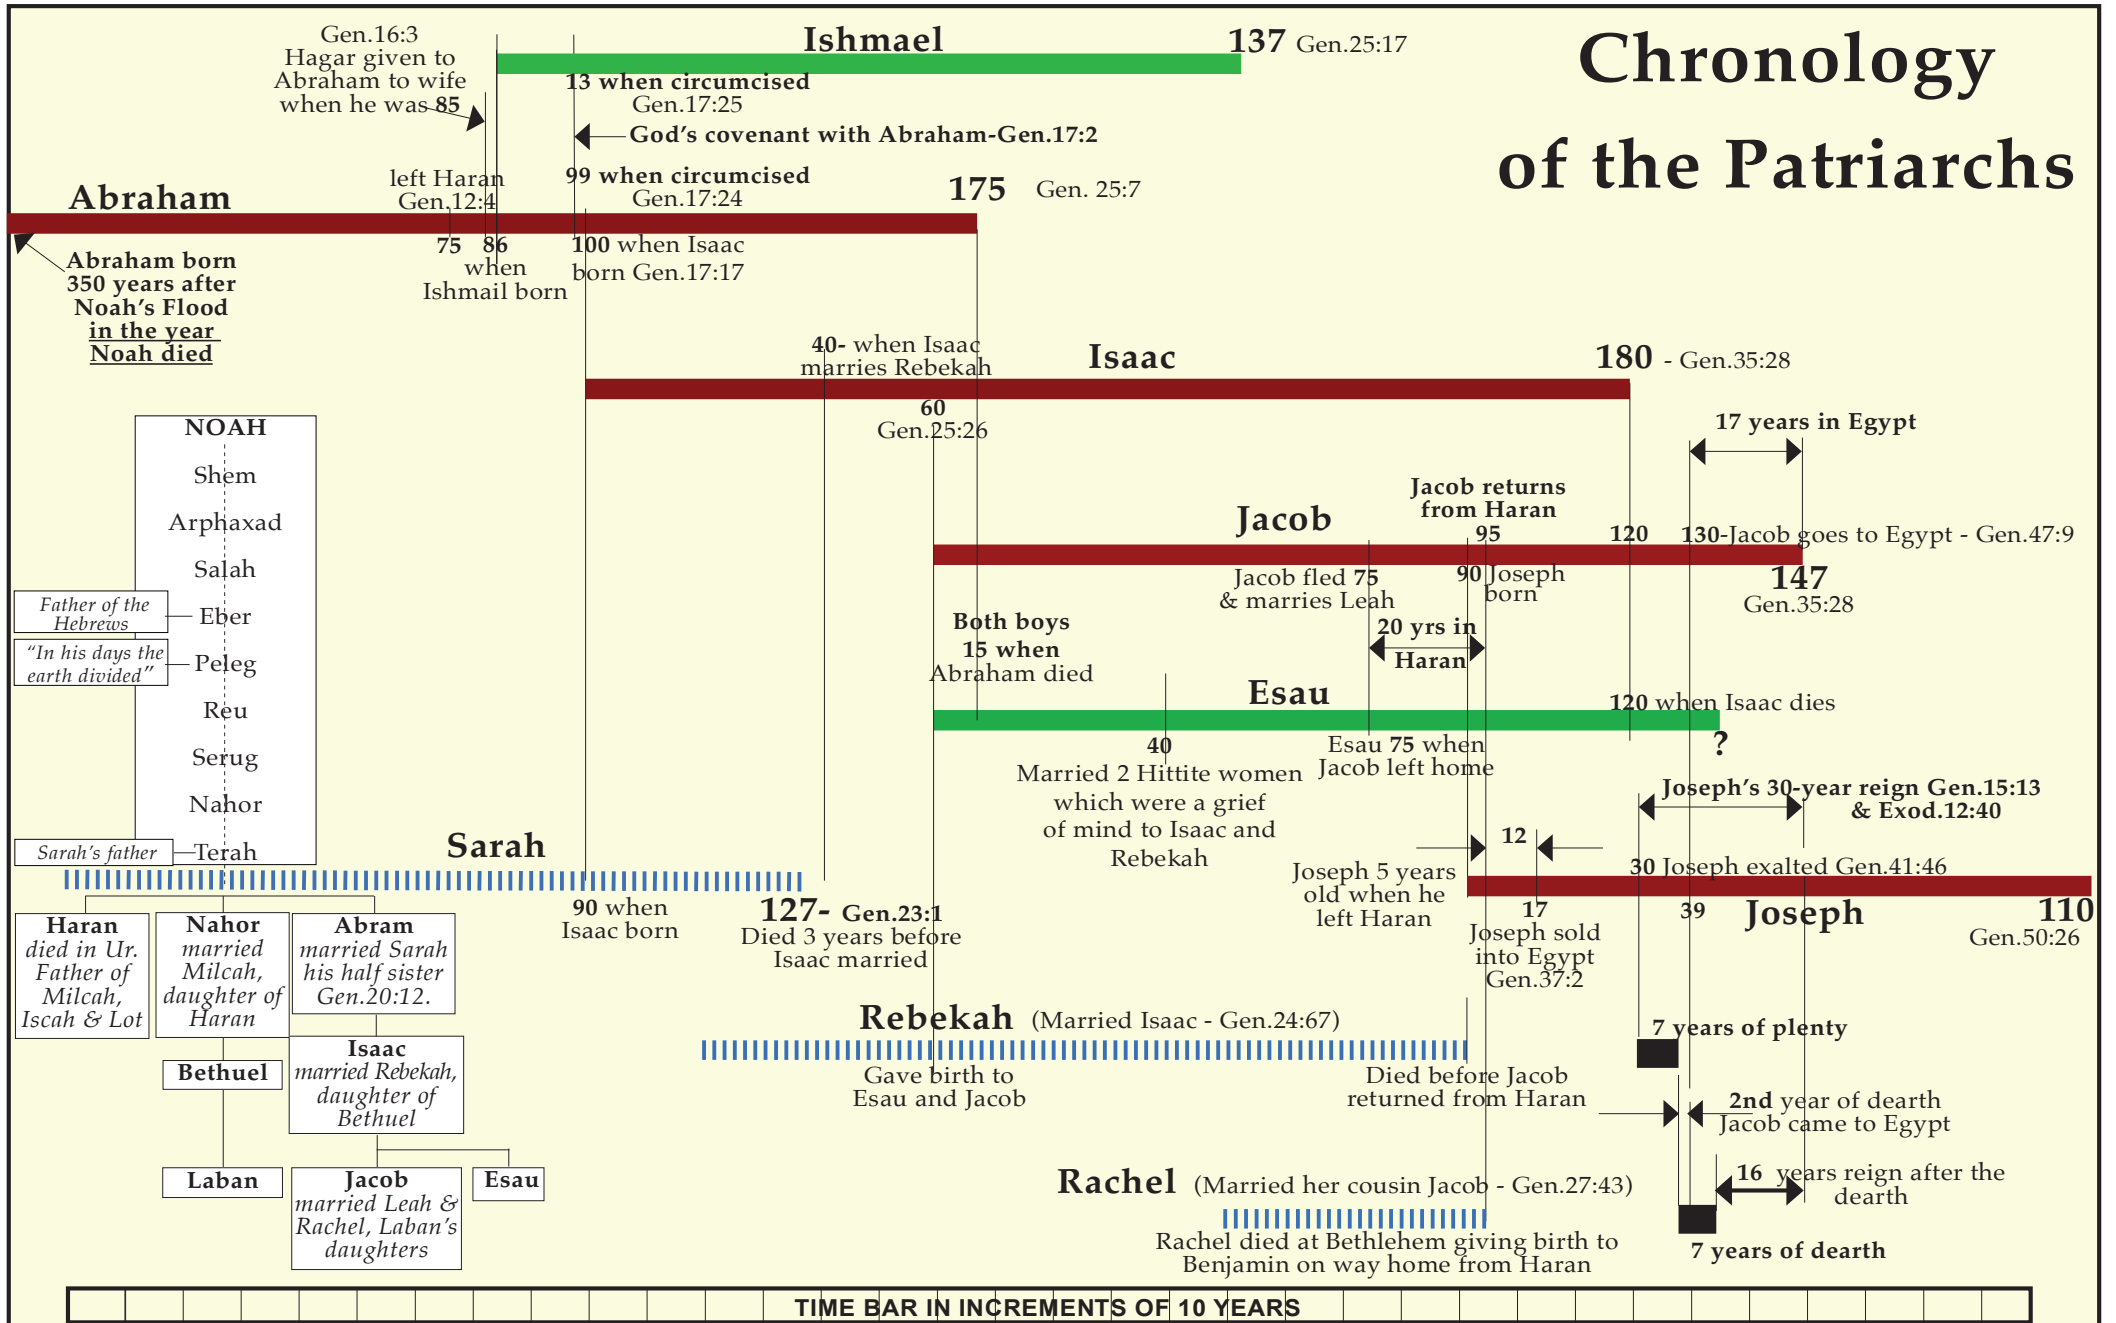 Chronology
of the Patriarchs
Gen.16:3
Hagar given to
Abraham to wife
when he was 85
Ishmael
137 Gen.25:17
13 when circumcised
Gen.17:25
God's covenant with Abraham-Gen.17:2
99 when circumcised
Gen.17:24
left Haran
Gen.12:4
Abraham
175 Gen. 25:7
75 86
when
Ishmail born
100 when Isaac
born Gen.17:17
Abraham born
350 years after
Noah's Flood
in the year
Noah died
40- when Isaac
marries Rebekah
Isaac
180 - Gen.35:28
60
Gen.25:26
17 years in Egypt
Jacob returns
from Haran
95
Jacob
120
130-Jacob goes to Egypt - Gen.47:9
Jacob fled 75
& marries Leah
90 Joseph
born
147
Gen.35:28
20 yrs in
Haran
Both boys
15 when
Abraham died
Esau
120 when Isaac dies
?
40
Married 2 Hittite women
which were a grief
of mind to Isaac and
Rebekah
Esau 75 when
Jacob left home
Joseph's 30-year reign Gen.15:13
& Exod.12:40
12
30 Joseph exalted Gen.41:46
Joseph 5 years
old when he
left Haran
17
Joseph sold
into Egypt
Gen.37:2
39
Joseph
110
Gen.50:26
NOAH
Shem
Arphaxad
Salah
Father of the
Hebrews
Eber
"In his days the
earth divided"
Peleg
Reu
Serug
Nahor
Sarah's father
Terah
Sarah
90 when
Isaac born
127- Gen.23:1
Died 3 years before
Isaac married
Haran
died in Ur.
Father of
Milcah,
Iscah & Lot
Nahor
married
Milcah,
daughter of
Haran
Abram
married Sarah
his half sister
Gen.20:12.
Bethuel
Isaac
married Rebekah,
daughter of
Bethuel
Laban
Jacob
married Leah &
Rachel, Laban's
daughters
Esau
Rebekah (Married Isaac - Gen.24:67)
Gave birth to
Esau and Jacob
Died before Jacob
returned from Haran
7 years of plenty
2nd year of dearth
Jacob came to Egypt
Rachel (Married her cousin Jacob - Gen.27:43)
Rachel died at Bethlehem giving birth to
Benjamin on way home from Haran
16 years reign after the
dearth
7 years of dearth
TIME BAR IN INCREMENTS OF 10 YEARS